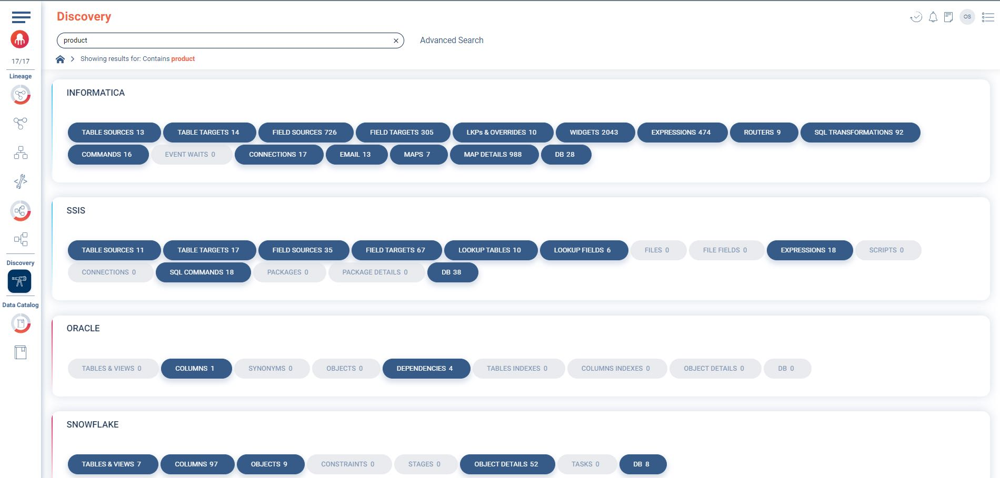 Discovery
OS
product
Advanced Search
Showing results for: Contains product
17/17
Lineage
Discovery
Data Catalog
INFORMATICA
TABLE SOURCES 13 TABLE TARGETS 14 FIELD SOURCES 726 FIELD TARGETS 305 LKPs & OVERRIDES 10 WIDGETS 2043 EXPRESSIONS 474 ROUTERS 9 SQL TRANSFORMATIONS 92
COMMANDS 16 EVENT WAITS 0 CONNECTIONS 17 EMAIL 13 MAPS 7 MAP DETAILS 988 DB 28
SSIS
TABLE SOURCES 11 TABLE TARGETS 17 FIELD SOURCES 35 FIELD TARGETS 67 LOOKUP TABLES 10 LOOKUP FIELDS 6 FILES 0 FILE FIELDS 0 EXPRESSIONS 18 SCRIPTS 0
CONNECTIONS 0 SQL COMMANDS 18 PACKAGES 0 PACKAGE DETAILS 0 DB 38
ORACLE
TABLES & VIEWS 0 COLUMNS 1 SYNONYMS 0 OBJECTS 0 DEPENDENCIES 4 TABLES INDEXES 0 COLUMNS INDEXES 0 OBJECT DETAILS 0 DB 0
SNOWFLAKE
TABLES & VIEWS 7 COLUMNS 97 OBJECTS 9 CONSTRAINTS 0 STAGES 0 OBJECT DETAILS 52 TASKS 0 DB 8